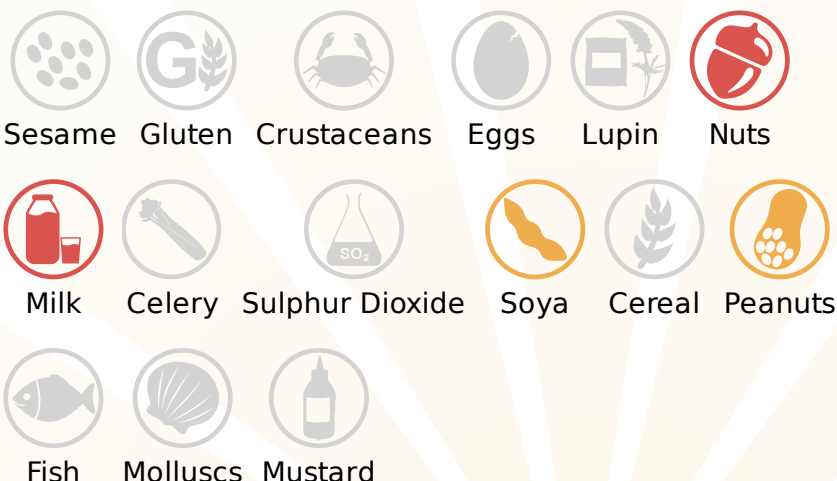 G
Sesame Gluten Crustaceans Eggs Lupin Nuts
SO₂
Milk Celery Sulphur Dioxide Soya Cereal Peanuts
Fish Molluscs Mustard